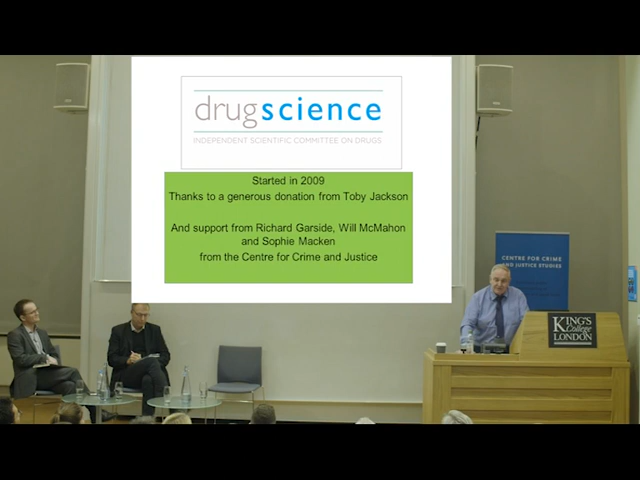 drugscience
INDEPENDENT SCIENTIFIC COMMITTEE ON DRUGS
Started in 2009
Thanks to a generous donation from Toby Jackson
And support from Richard Garside, Will McMahon
and Sophie Macken
from the Centre for Crime and Justice
CENTRE FOR CRIME
AND JUSTICE STUDIES
KING'S
College
LONDON